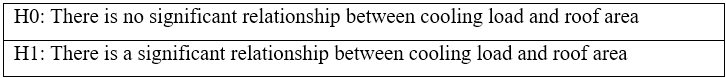 H0: There is no significant relationship between cooling load and roof area
H1: There is a significant relationship between cooling load and roof area